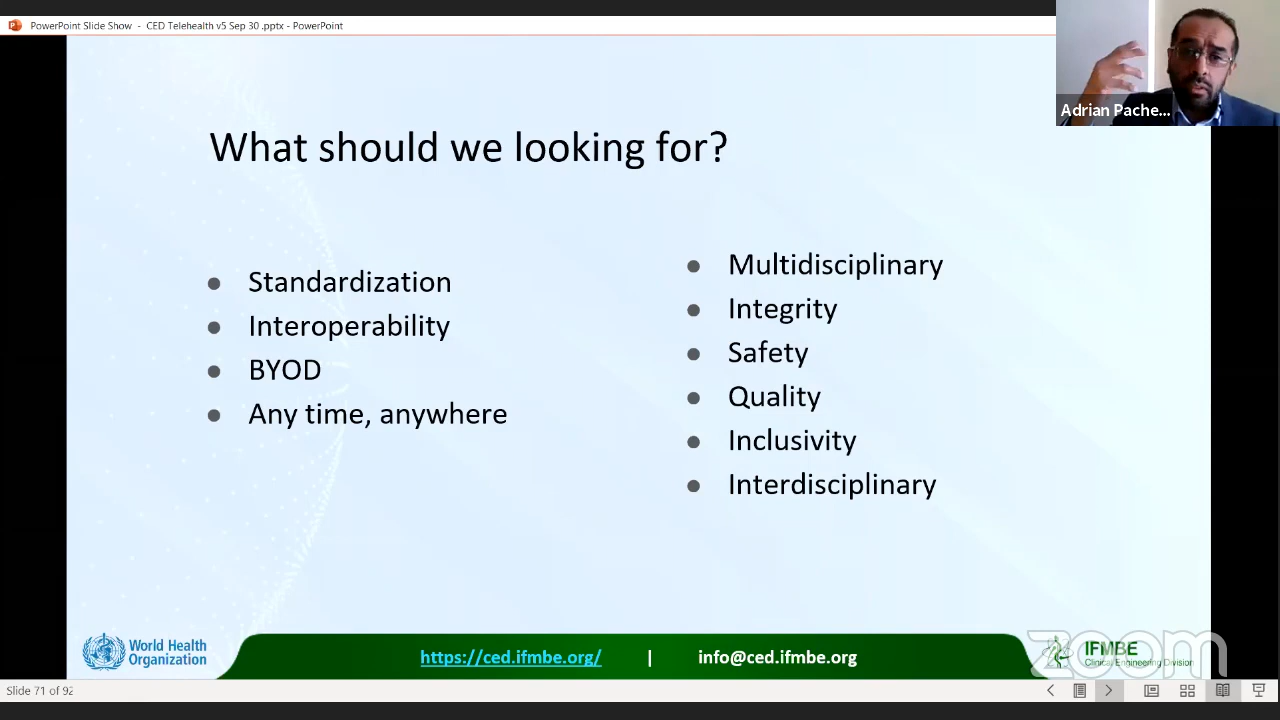 PowerPoint Slide Show - CED Telehealth v5 Sep 30 .pptx - PowerPoint
Adrian Pache...
What should we looking for?
Standardization
Interoperability
BYOD
Any time, anywhere
Multidisciplinary
Integrity
Safety
Quality
Inclusivity
Interdisciplinary
World Health
Organization
https://ced.ifmbe.org/ | info@ced.ifmbe.org
IFMBE
Clinical Engineering Division
zoom
Slide 71 of 92